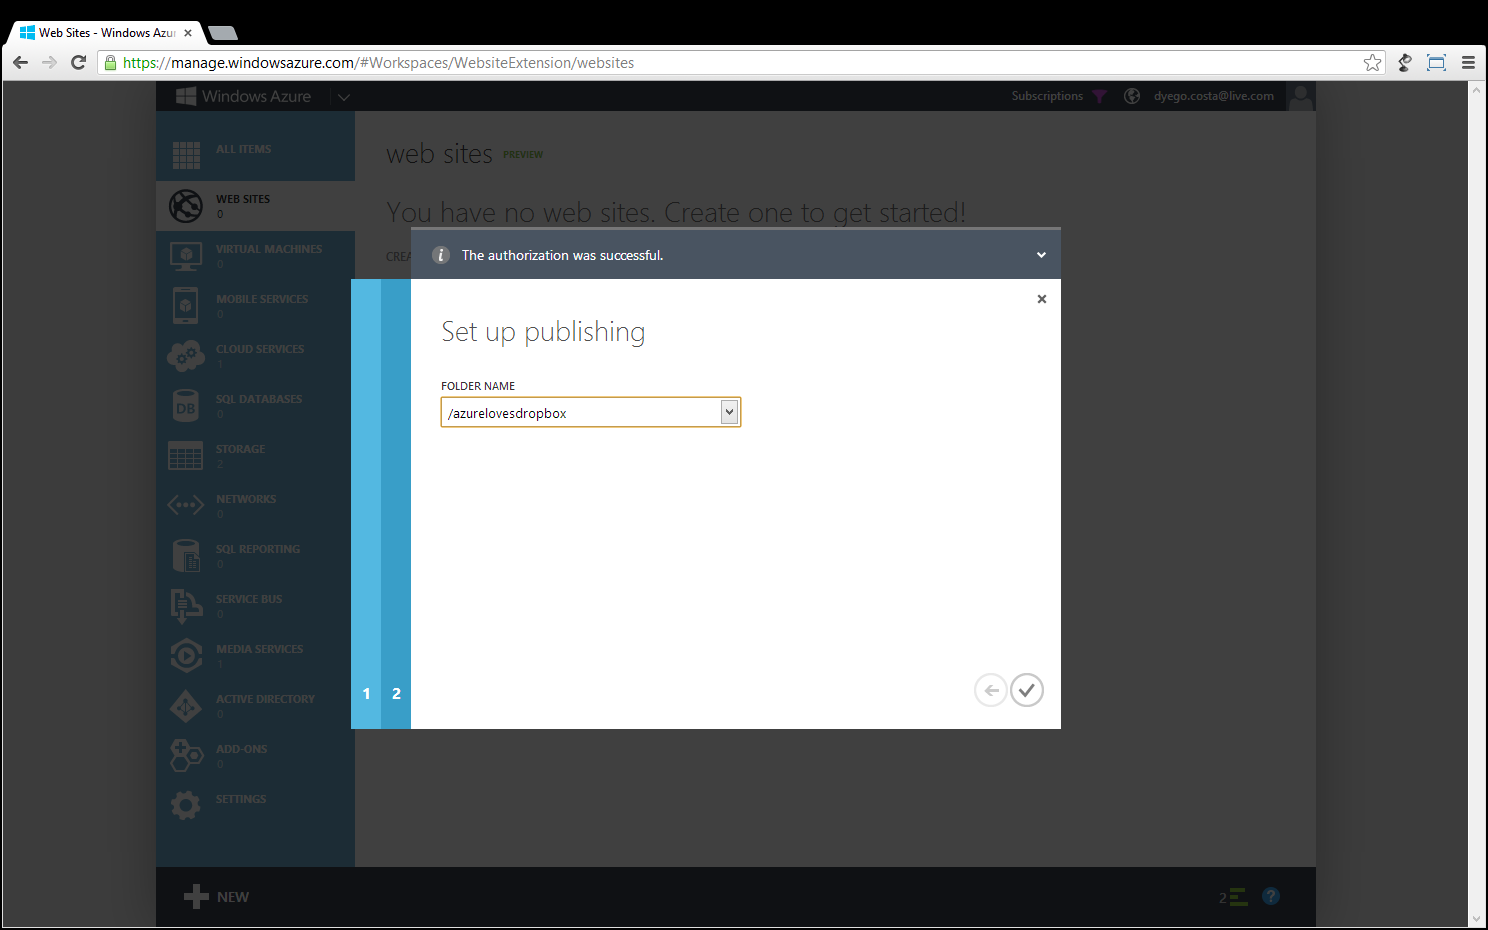 Web Sites - Windows Azur
https://manage.windowsazure.com/#Workspaces/WebsiteExtension/websites
Windows Azure
Subscriptions
dyego.costa@live.com
ALL ITEMS
WEB SITES
0
VIRTUAL MACHINES
0
MOBILE SERVICES
0
CLOUD SERVICES
1
SQL DATABASES
0
DB
STORAGE
2
NETWORKS
0
SQL REPORTING
0
SERVICE BUS
0
MEDIA SERVICES
1
ACTIVE DIRECTORY
0
ADD-ONS
0
SETTINGS
web sites PREVIEW
You have no web sites. Create one to get started!
CREA
The authorization was successful.
Set up publishing
FOLDER NAME
/azurelovesdropbox
1 2
NEW
2
?